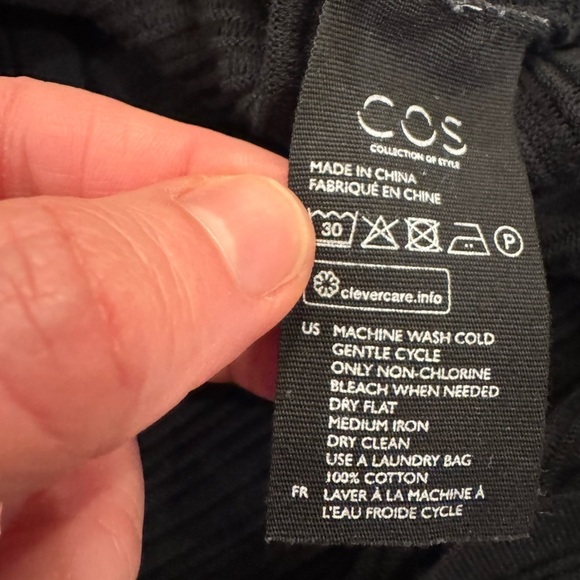 COS
COLLECTION OF STYLE
MADE IN CHINA
FABRIQUÉ EN CHINE
30 P
clevercare.info
US MACHINE WASH COLD
GENTLE CYCLE
ONLY NON-CHLORINE
BLEACH WHEN NEEDED
DRY FLAT
MEDIUM IRON
DRY CLEAN
USE A LAUNDRY BAG
100% COTTON
FR LAVER À LA MACHINE À
L'EAU FROIDE CYCLE